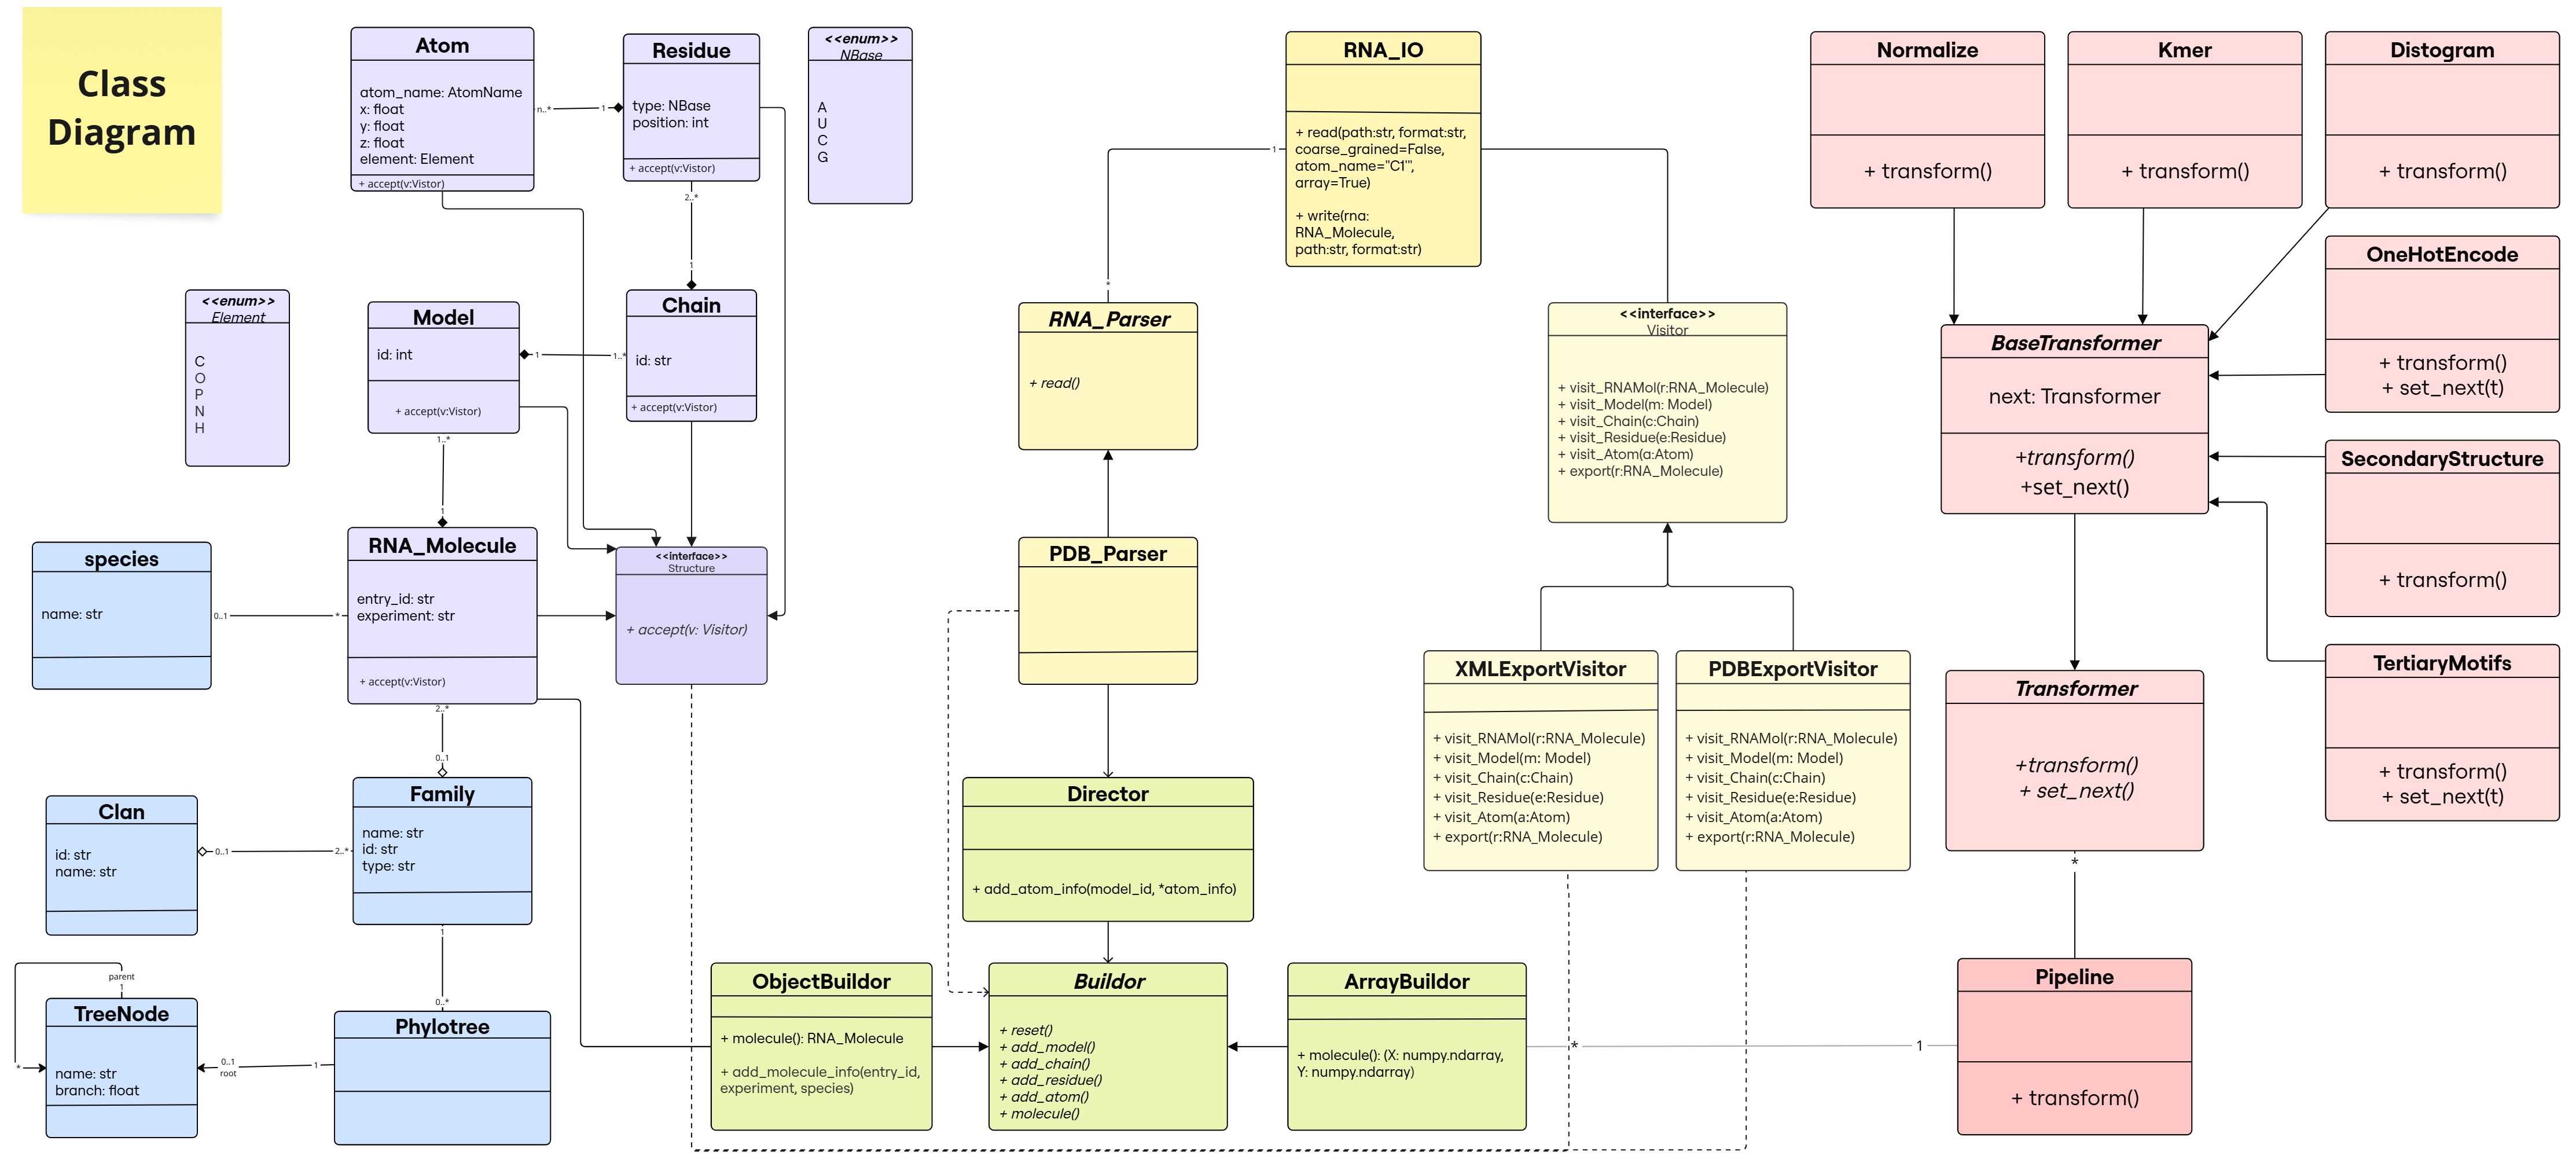 Class
Diagram
Atom
atom_name: AtomName
x: float
y: float
z: float
element: Element
+ accept(v:Vistor)
n..*
1
Residue
type: NBase
position: int
+ accept(v:Vistor)
2..*
1
<<enum>>
NBase
A
U
C
G
<<enum>>
Element
C
O
P
N
H
Model
id: int
+ accept(v:Vistor)
1
1..*
Chain
id: str
+ accept(v:Vistor)
1..*
1
RNA_Molecule
entry_id: str
experiment: str
+ accept(v:Vistor)
<<interface>>
Structure
+ accept(v: Visitor)
species
name: str
0..1
*
2..*
0..1
Clan
id: str
name: str
0..1
2..*
Family
name: str
id: str
type: str
1
0..*
parent
1
*
TreeNode
name: str
branch: float
0..1
root
1
Phylotree
RNA_IO
+ read(path:str, format:str,
coarse_grained=False,
atom_name="C1'",
array=True)
+ write(rna:
RNA_Molecule,
path:str, format:str)
1
*
RNA_Parser
+ read()
<<interface>>
Visitor
+ visit_RNAMol(r:RNA_Molecule)
+ visit_Model(m: Model)
+ visit_Chain(c:Chain)
+ visit_Residue(e:Residue)
+ visit_Atom(a:Atom)
+ export(r:RNA_Molecule)
PDB_Parser
XMLExportVisitor
+ visit_RNAMol(r:RNA_Molecule)
+ visit_Model(m: Model)
+ visit_Chain(c:Chain)
+ visit_Residue(e:Residue)
+ visit_Atom(a:Atom)
+ export(r:RNA_Molecule)
PDBExportVisitor
+ visit_RNAMol(r:RNA_Molecule)
+ visit_Model(m: Model)
+ visit_Chain(c:Chain)
+ visit_Residue(e:Residue)
+ visit_Atom(a:Atom)
+ export(r:RNA_Molecule)
Director
+ add_atom_info(model_id, *atom_info)
ObjectBuildor
+ molecule(): RNA_Molecule
+ add_molecule_info(entry_id,
experiment, species)
Buildor
+ reset()
+ add_model()
+ add_chain()
+ add_residue()
+ add_atom()
+ molecule()
ArrayBuildor
+ molecule(): (X: numpy.ndarray,
Y: numpy.ndarray)
*
1
Normalize
+ transform()
Kmer
+ transform()
Distogram
+ transform()
OneHotEncode
+ transform()
+ set_next(t)
BaseTransformer
next: Transformer
+transform()
+set_next()
SecondaryStructure
+ transform()
TertiaryMotifs
+ transform()
+ set_next(t)
Transformer
+transform()
+ set_next()
*
Pipeline
+ transform()